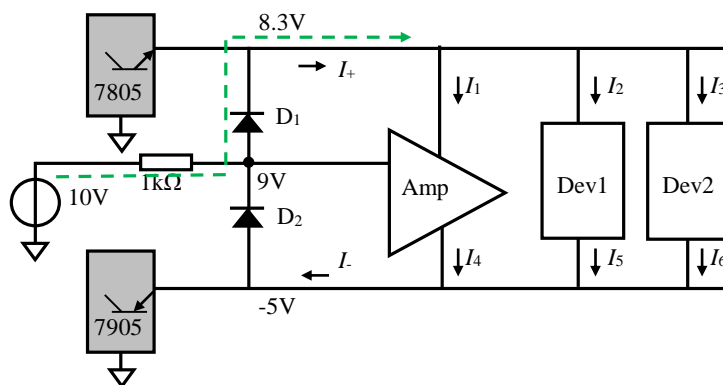 8.3V
7805
I+
I1
I2
I3
D1
10V
1kΩ
9V
Amp
Dev1
Dev2
D2
I-
I4
I5
I6
-5V
7905